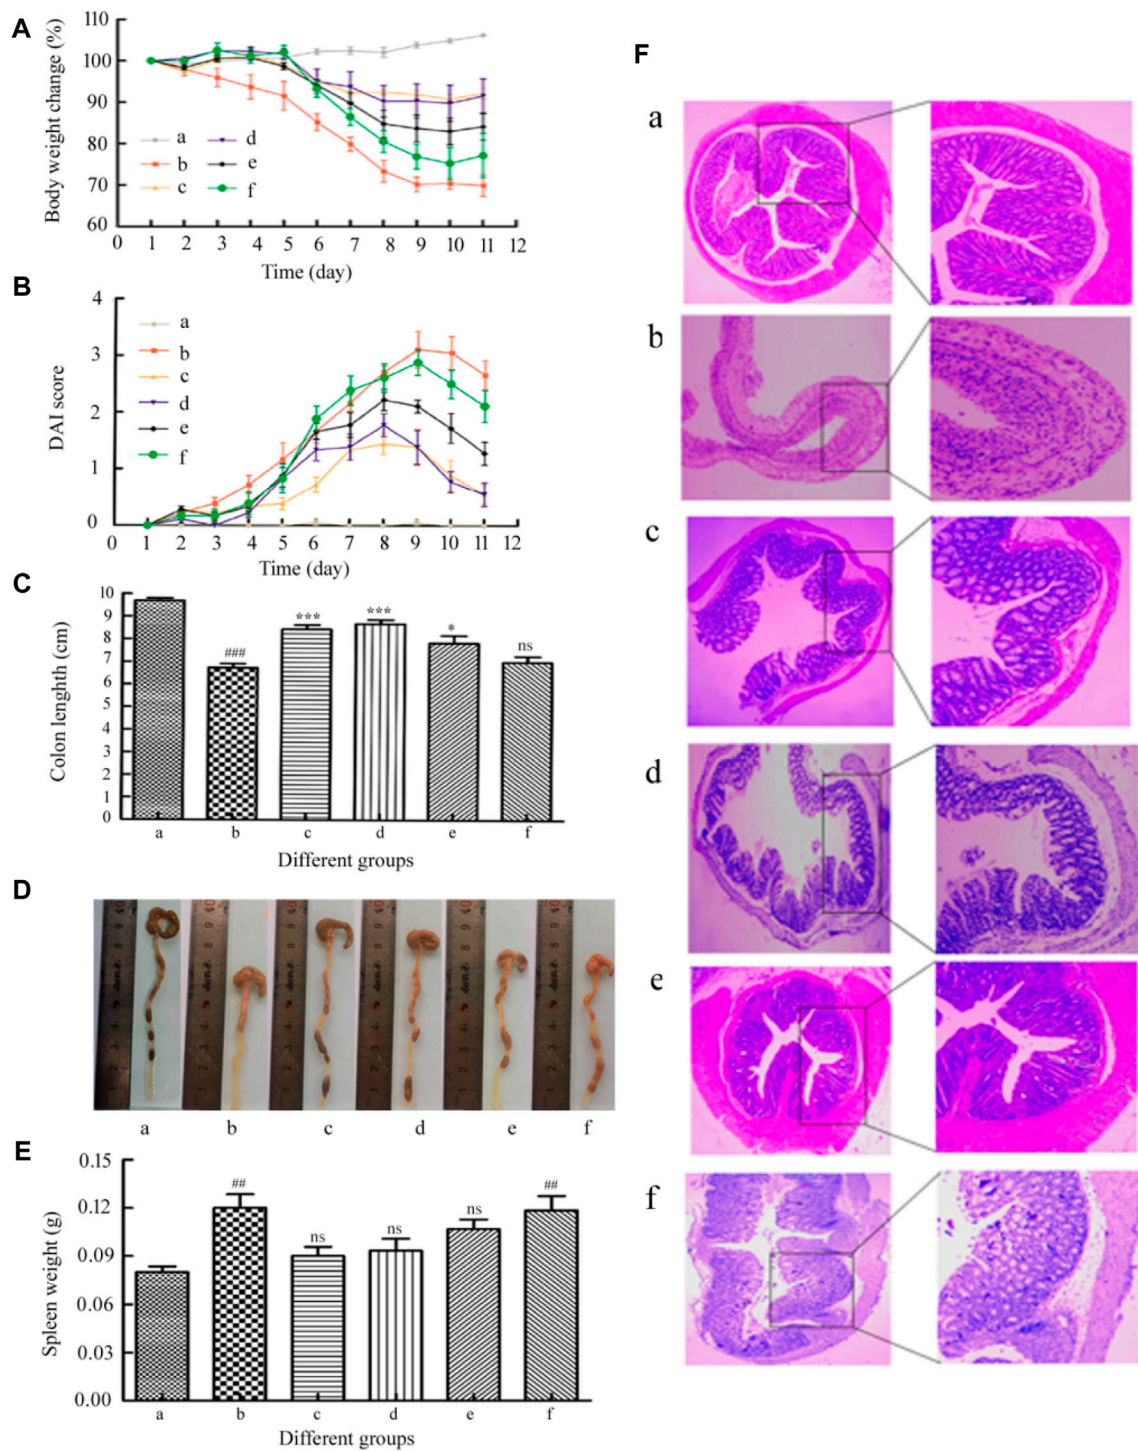 A
Body weight change (%)
110
100
90
80
70
60
a
b
c
d
e
f
0 1 2 3 4 5 6 7 8 9 10 11 12
Time (day)
B
DAI score
4
3
2
1
0
a
b
c
d
e
f
0 1 2 3 4 5 6 7 8 9 10 11 12
Time (day)
C
Colon lenghth (cm)
10
9
8
7
6
5
4
3
2
1
0
###
***
***
*
ns
a b c d e f
Different groups
D
a b c d e f
E
Spleen weight (g)
0.15
0.12
0.09
0.06
0.03
0.00
##
ns
ns
ns
##
a b c d e f
Different groups
F
a
b
c
d
e
f